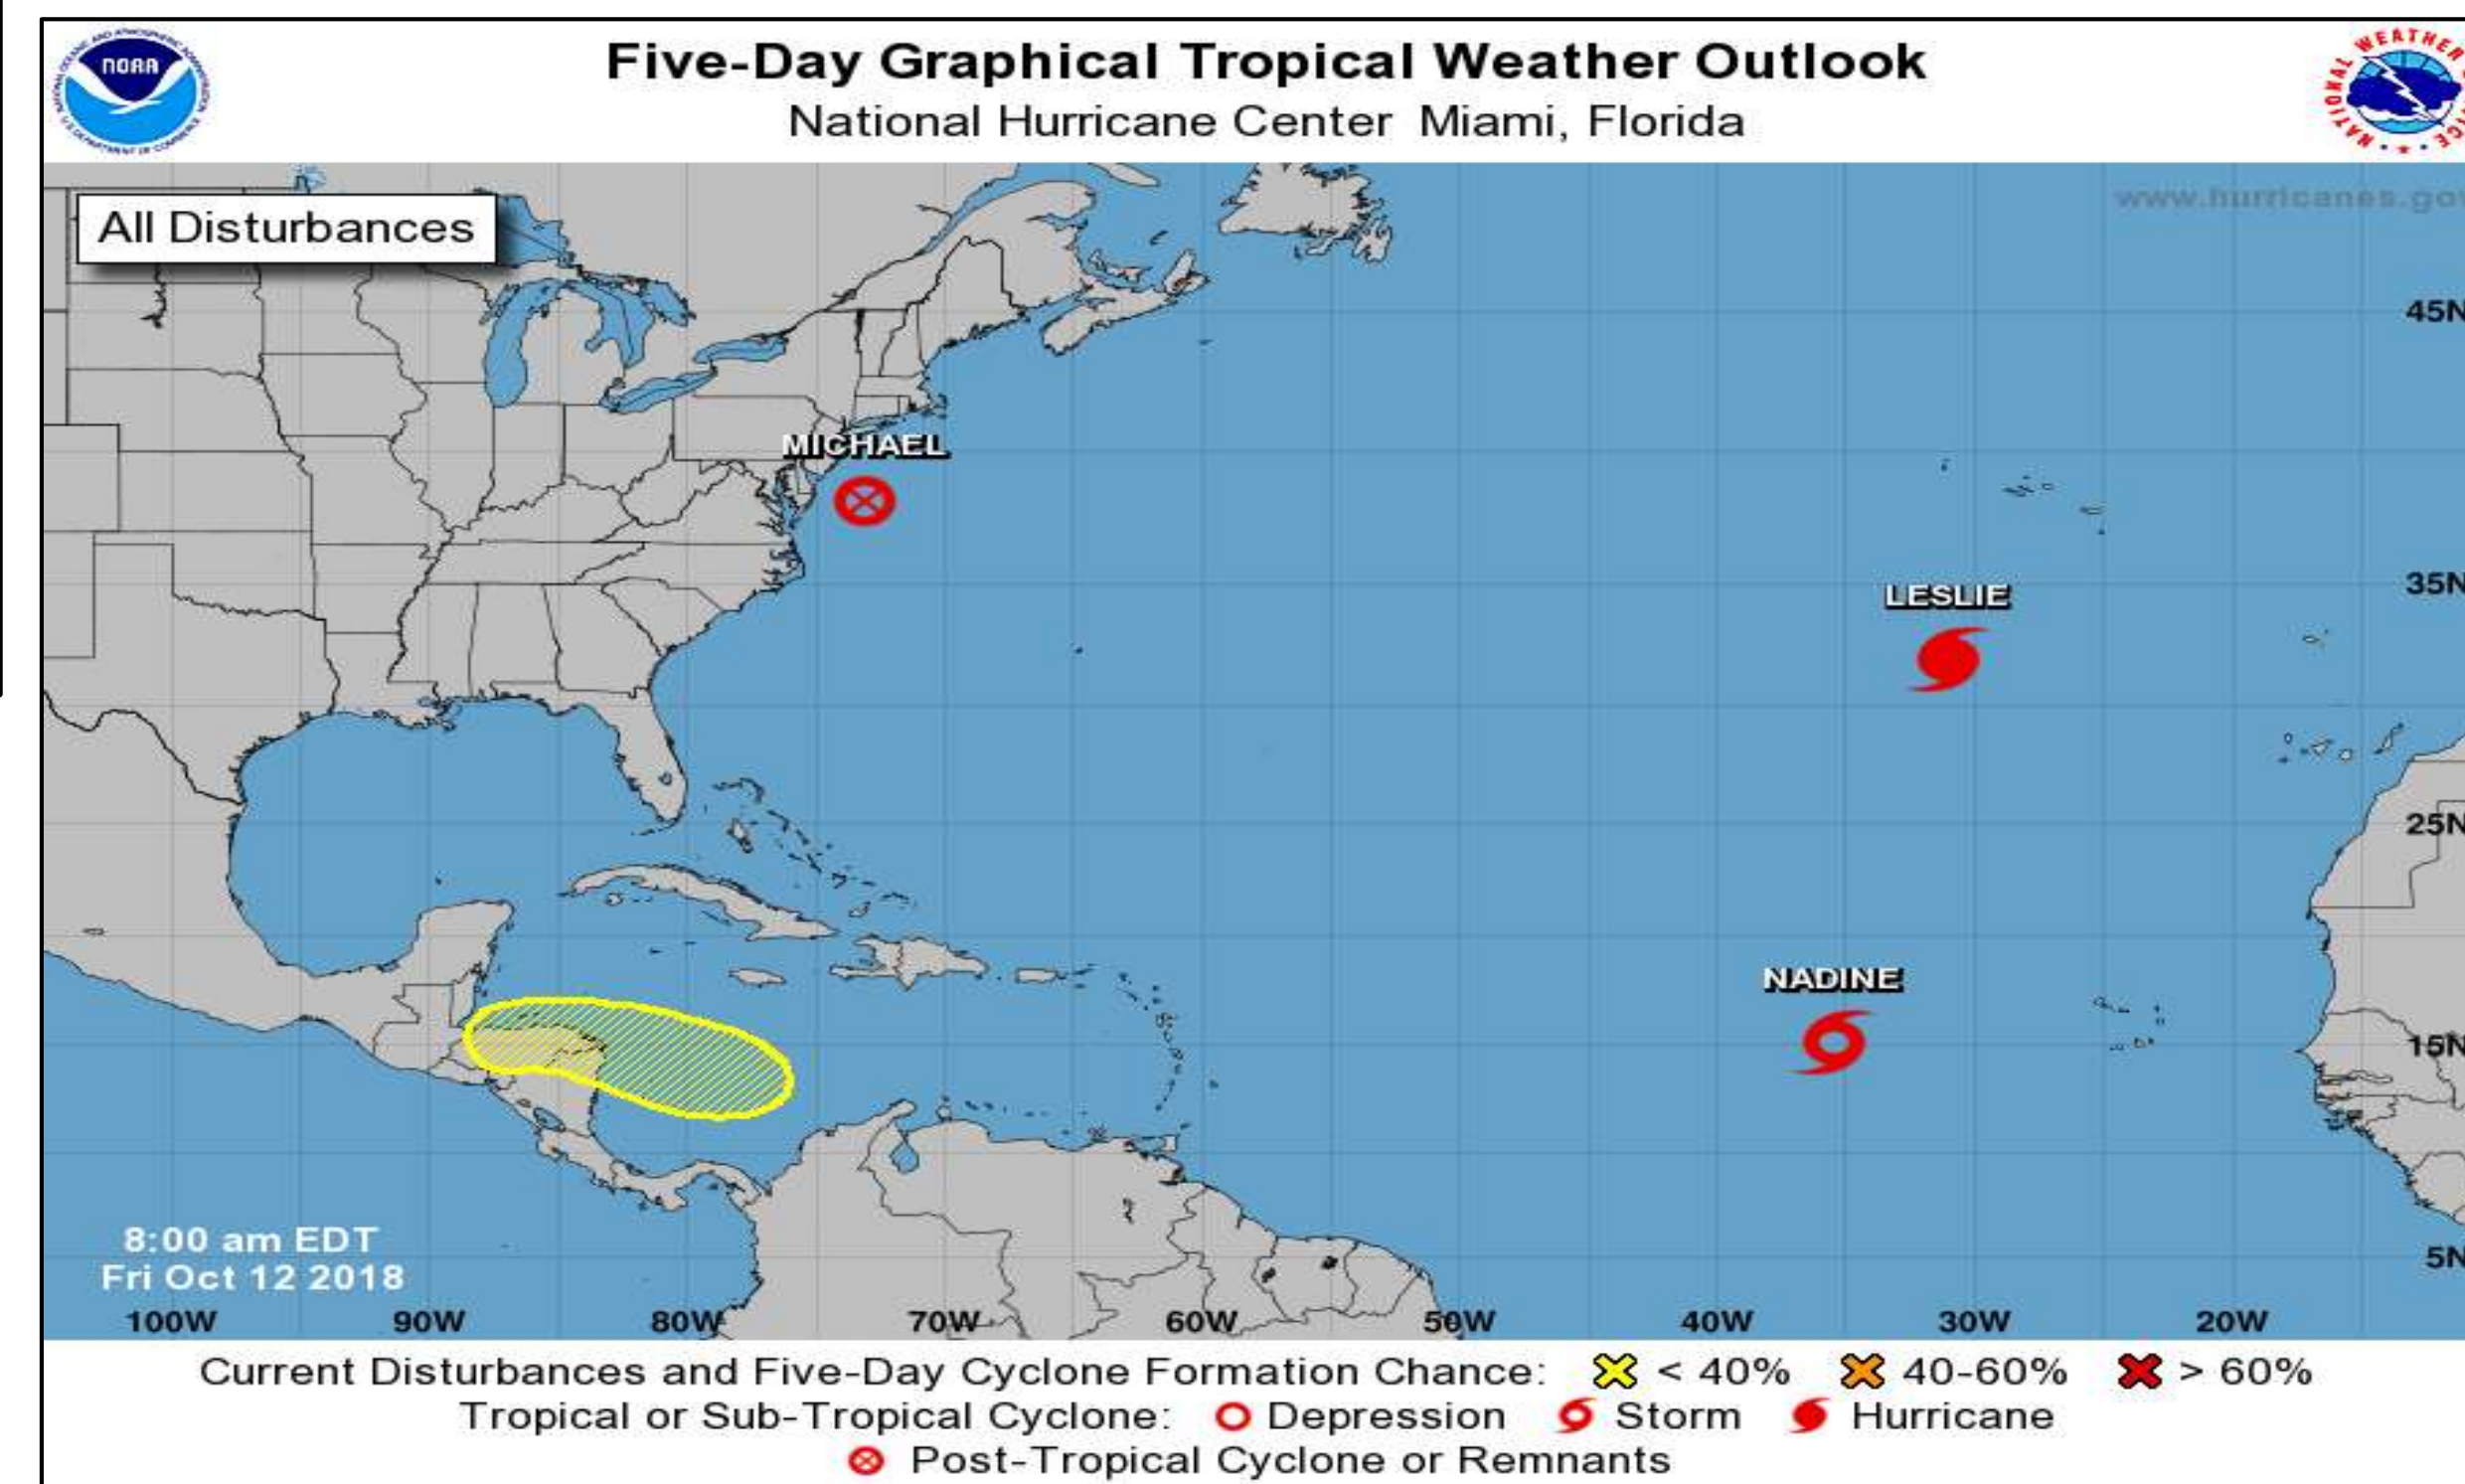 NOAA
Five-Day Graphical Tropical Weather Outlook
National Hurricane Center Miami, Florida
NATIONAL WEATHER
All Disturbances
www.hurricanes.gov
45N
MICHAEL
35N
LESLIE
25N
NADINE
15N
8:00 am EDT
Fri Oct 12 2018
5N
100W 90W 80W 70W 60W 50W 40W 30W 20W
Current Disturbances and Five-Day Cyclone Formation Chance: < 40% 40-60% > 60%
Tropical or Sub-Tropical Cyclone: Depression Storm Hurricane
Post-Tropical Cyclone or Remnants